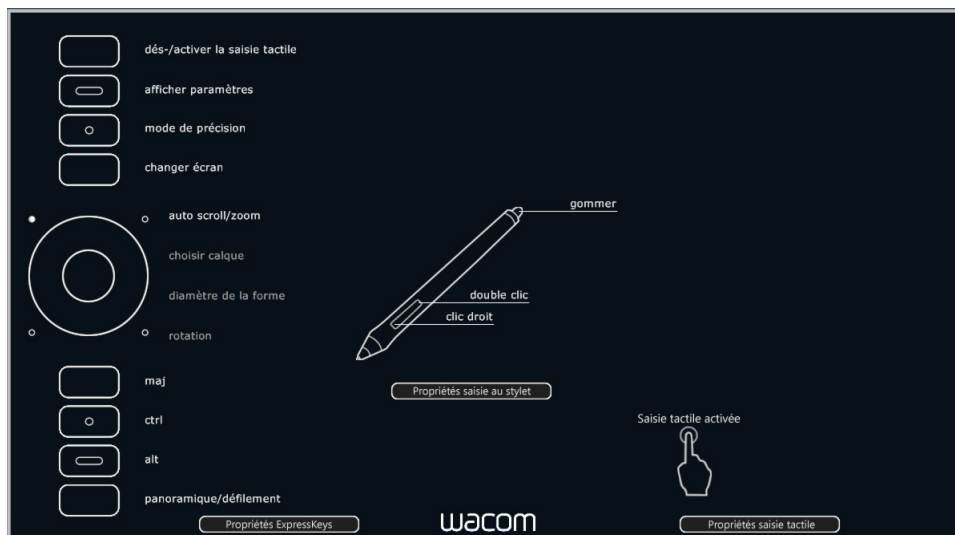 dés-/activer la saisie tactile
afficher paramètres
mode de précision
changer écran
auto scroll/zoom
choisir calque
diamètre de la forme
rotation
gommer
double clic
clic droit
Propriétés saisie au stylet
maj
ctrl
alt
panoramique/défilement
Saisie tactile activée
Propriétés ExpressKeys
wacom
Propriétés saisie tactile